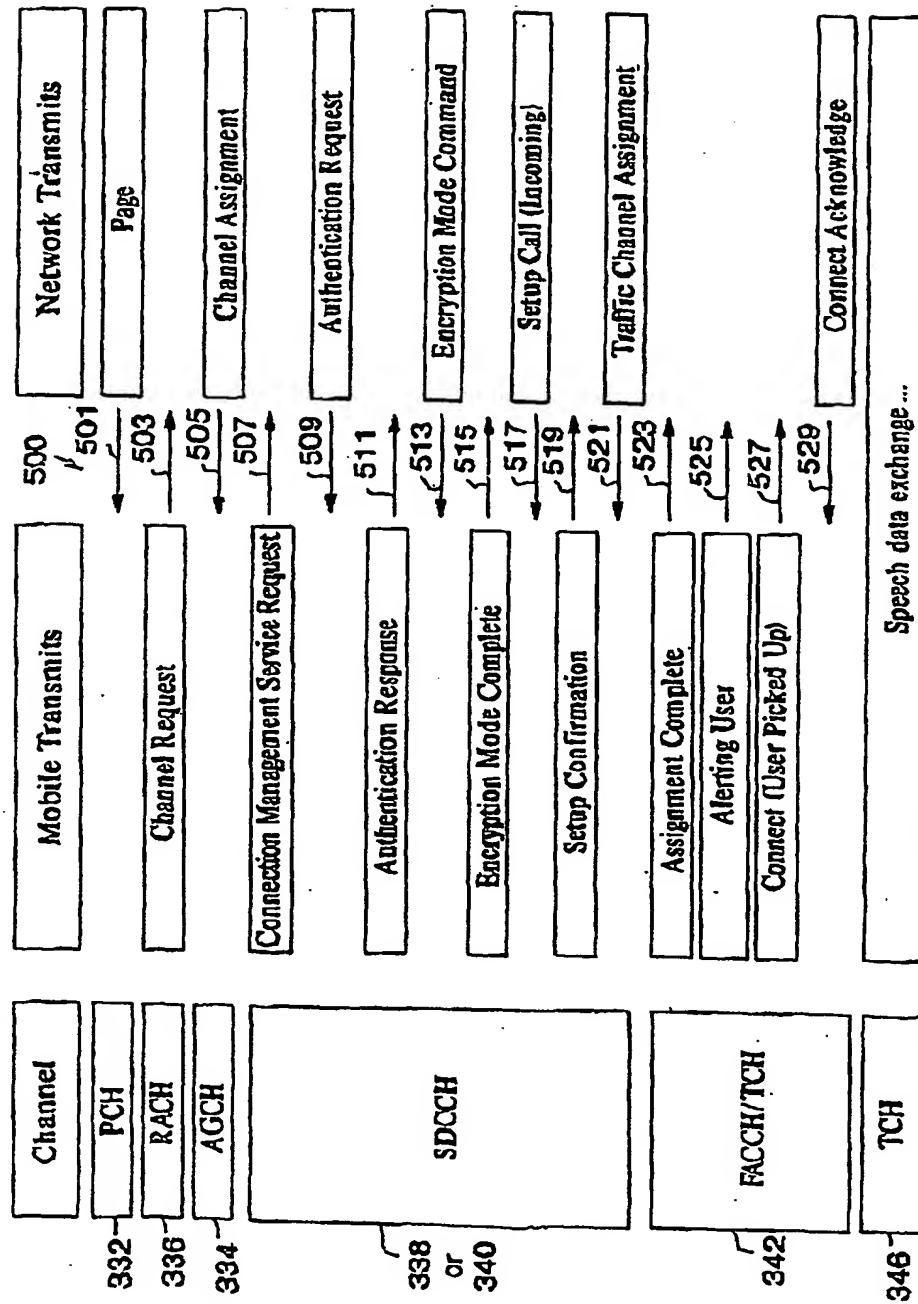 Channel
Mobile Transmits
Network Transmits
500
332
PCH
501
Page
336
RACH
Channel Request
503
334
AGCH
505
Channel Assignment
338
or
340
SDCCH
Connection Management Service Request
507
509
Authentication Request
Authentication Response
511
513
Encryption Mode Command
Encryption Mode Complete
515
517
Setup Call (Incoming)
Setup Confirmation
519
521
Traffic Channel Assignment
342
FACCH/TCH
Assignment Complete
523
Alerting User
525
Connect (User Picked Up)
527
529
Connect Acknowledge
346
TCH
Speech data exchange ...